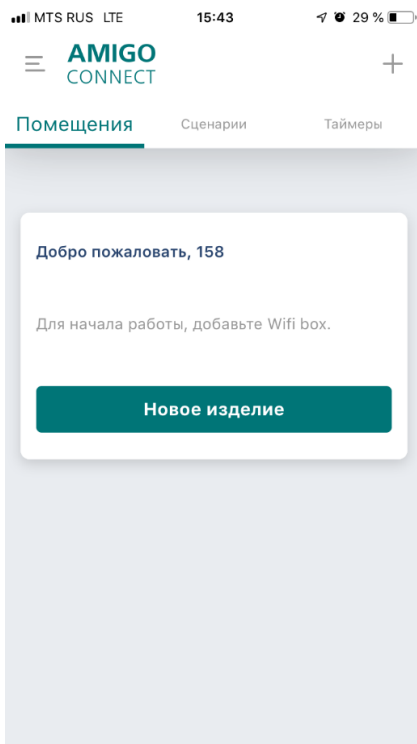 MTS RUS LTE 15:43 29 %
AMIGO
CONNECT
Помещения Сценарии Таймеры
Добро пожаловать, 158
Для начала работы, добавьте Wifi box.
Новое изделие